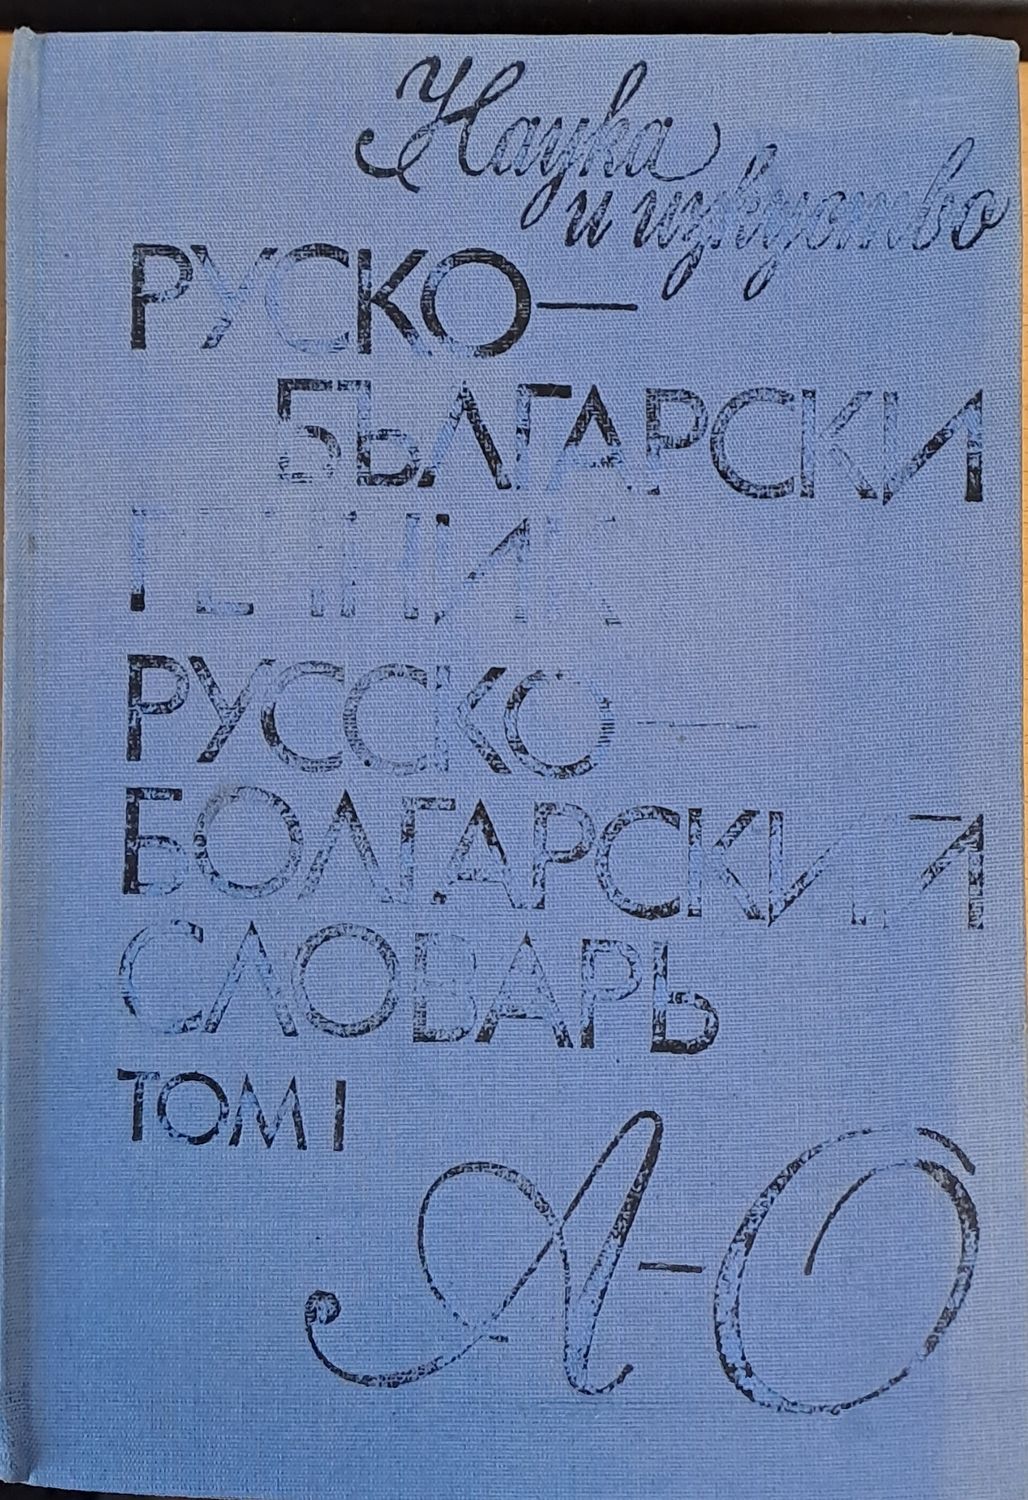 Наука
и изкуство
РУСКО-
БЪЛГАРСКИ
РЕЧНИК
РУССКО-
БОЛГАРСКИЙ
СЛОВАРЬ
ТОМ I
А-О